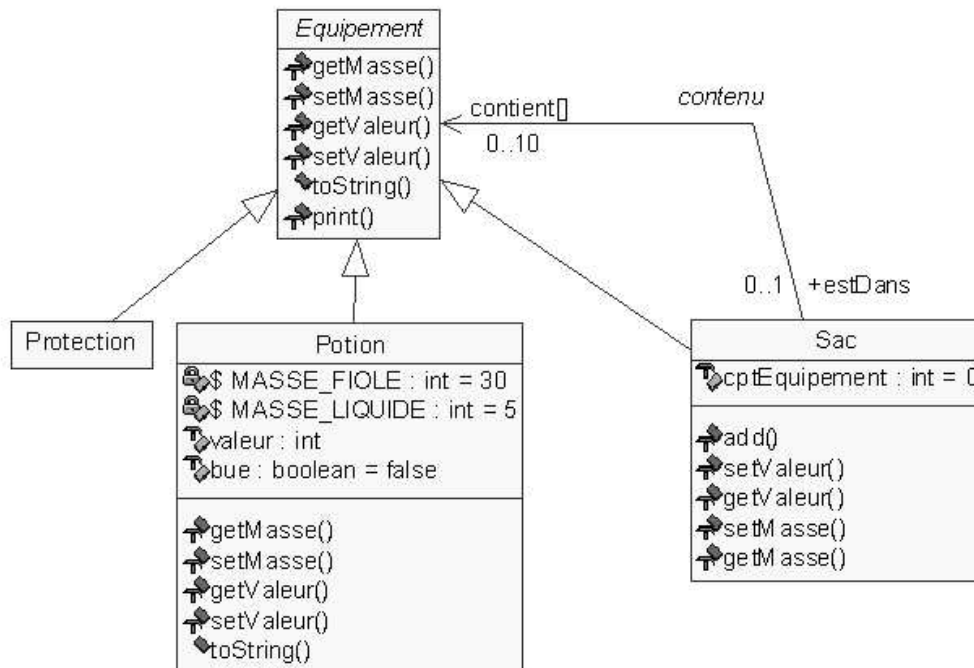 Equipement
getMasse()
setMasse()
getValeur()
setValeur()
toString()
print()
contient[]
0..10
contenu
0..1 +estDans
Protection
Potion
$ MASSE_FIOLE : int = 30
$ MASSE_LIQUIDE : int = 5
valeur : int
bue : boolean = false
getMasse()
setMasse()
getValeur()
setValeur()
toString()
Sac
cptEquipement : int = 0
add()
setValeur()
getValeur()
setMasse()
getMasse()